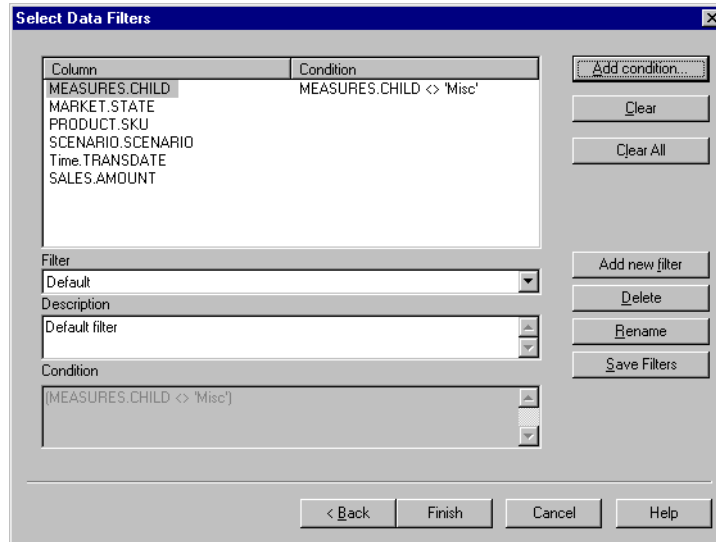 Select Data Filters
Column Condition
MEASURES.CHILD MEASURES.CHILD <> 'Misc'
MARKET.STATE
PRODUCT.SKU
SCENARIO.SCENARIO
Time.TRANSDATE
SALES.AMOUNT
Add condition...
Clear
Clear All
Filter
Default
Description
Default filter
Condition
(MEASURES.CHILD <> 'Misc')
Add new filter
Delete
Rename
Save Filters
< Back Finish Cancel Help